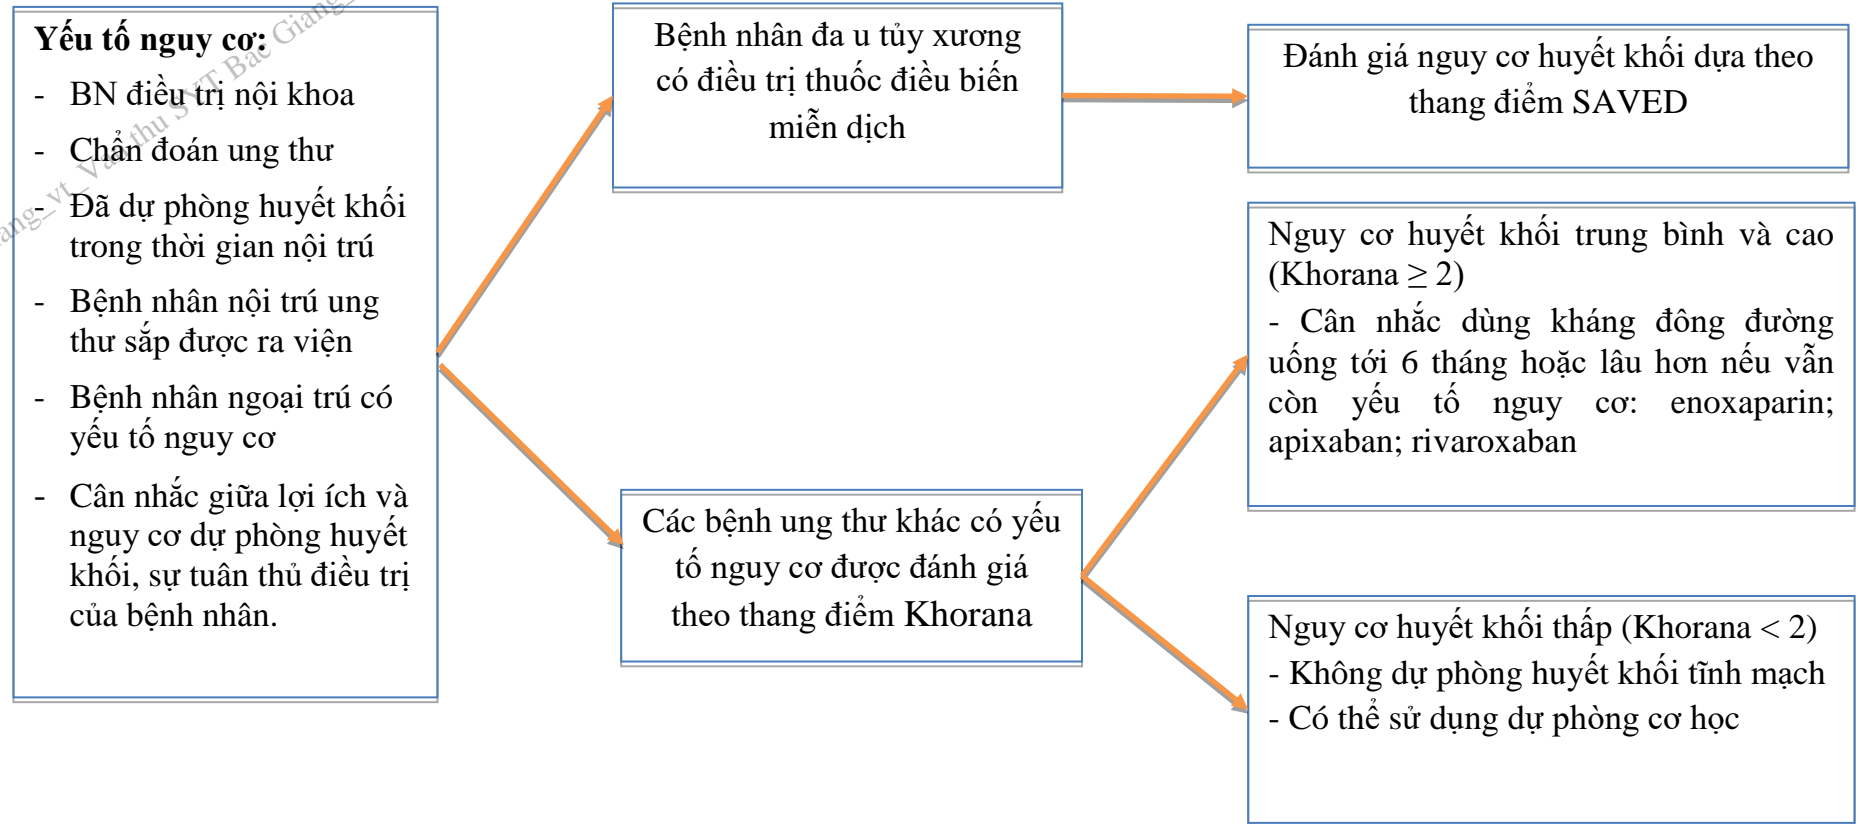 Yếu tố nguy cơ:
- BN điều trị nội khoa
- Chẩn đoán ung thư
- Đã dự phòng huyết khối
trong thời gian nội trú
- Bệnh nhân nội trú ung
thư sắp được ra viện
- Bệnh nhân ngoại trú có
yếu tố nguy cơ
- Cân nhắc giữa lợi ích và
nguy cơ dự phòng huyết
khối, sự tuân thủ điều trị
của bệnh nhân.
Bệnh nhân đa u tủy xương
có điều trị thuốc điều biến
miễn dịch
Đánh giá nguy cơ huyết khối dựa theo
thang điểm SAVED
Các bệnh ung thư khác có yếu
tố nguy cơ được đánh giá
theo thang điểm Khorana
Nguy cơ huyết khối trung bình và cao
(Khorana ≥ 2)
- Cân nhắc dùng kháng đông đường
uống tới 6 tháng hoặc lâu hơn nếu vẫn
còn yếu tố nguy cơ: enoxaparin;
apixaban; rivaroxaban
Nguy cơ huyết khối thấp (Khorana < 2)
- Không dự phòng huyết khối tĩnh mạch
- Có thể sử dụng dự phòng cơ học